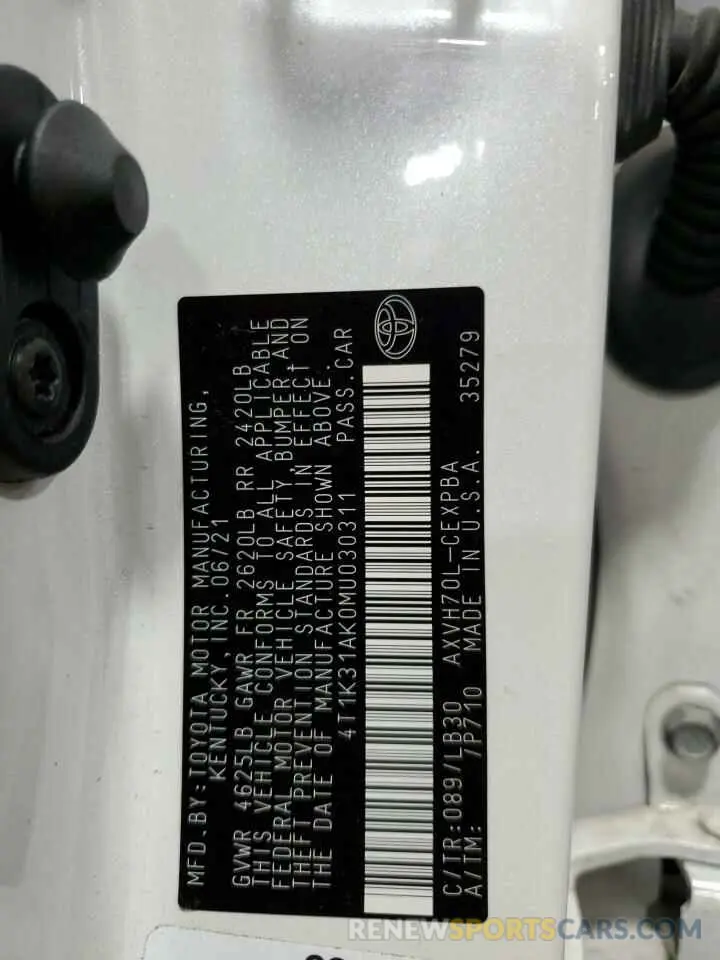 MFD.BY:TOYOTA MOTOR MANUFACTURING,
KENTUCKY,INC.06/21
GVWR 4625LB GAWR FR 2620LB RR 2420LB
THIS VEHICLE CONFORMS TO ALL APPLICABLE
FEDERAL MOTOR VEHICLE SAFETY,BUMPER,AND
THEFT PREVENTION STANDARDS IN EFFECT ON
THE DATE OF MANUFACTURE SHOWN ABOVE.
4T1K31AK0MU030311 PASS.CAR
C/TR:089/LB30 AXVH70L-CEXPBA 35279
A/TM: /P710 MADE IN U.S.A.
RENEWSPORTSCARS.COM